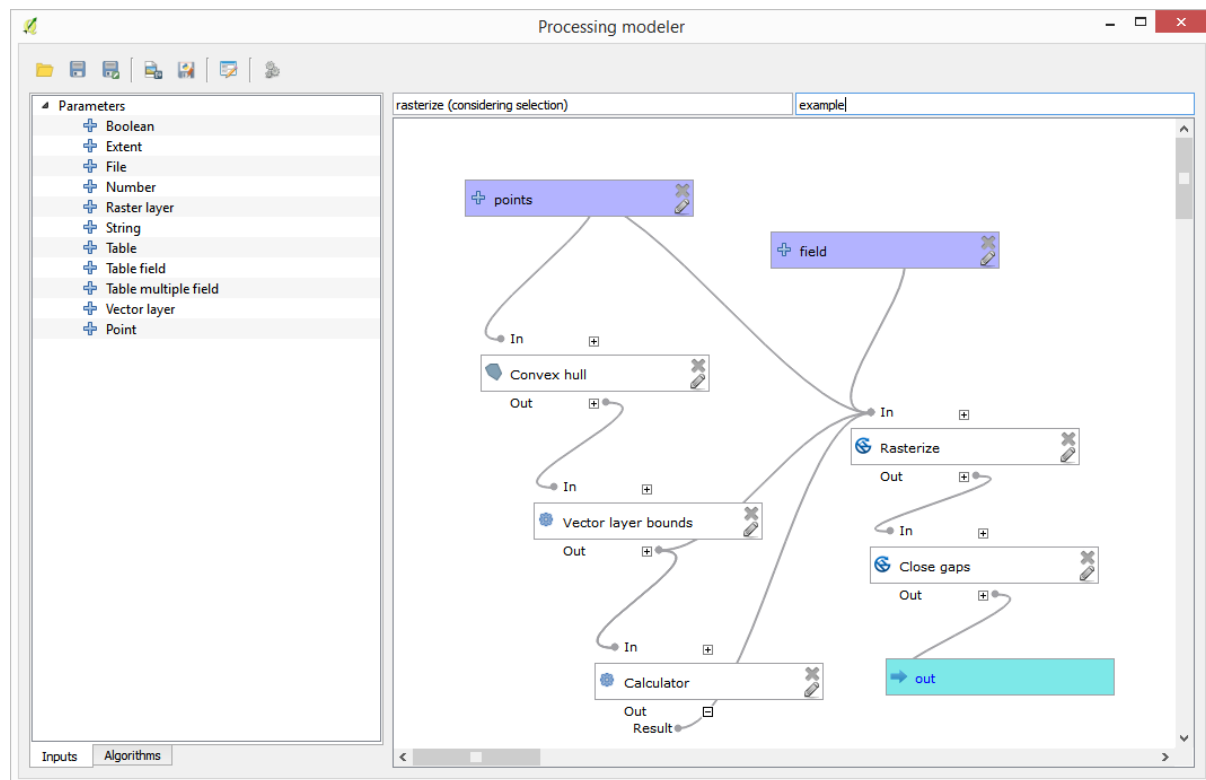 Processing modeler
Parameters
Boolean
Extent
File
Number
Raster layer
String
Table
Table field
Table multiple field
Vector layer
Point
Inputs
Algorithms
rasterize (considering selection)
example
points
field
In
Convex hull
Out
In
Rasterize
Out
In
Vector layer bounds
Out
In
Close gaps
Out
In
Calculator
Out
Result
out